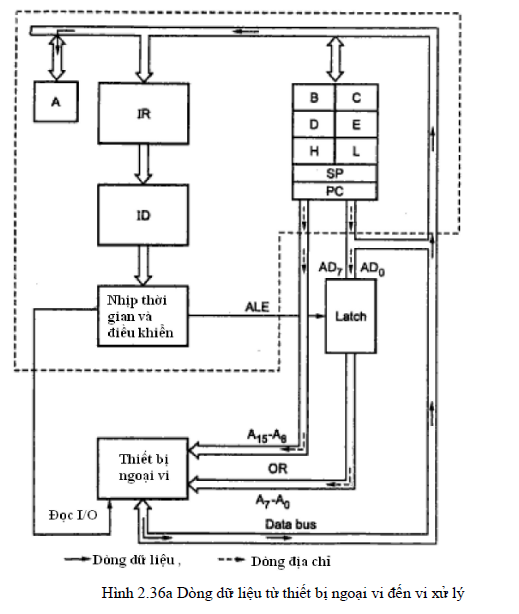 A
IR
B C
D E
H L
SP
PC
ID
AD7 AD0
Nhịp thời
gian và
điều khiển
ALE
Latch
A15-A8
Thiết bị
ngoại vi
OR
A7-A0
Đọc I/O
Data bus
Dòng dữ liệu , Dòng địa chỉ
Hình 2.36a Dòng dữ liệu từ thiết bị ngoại vi đến vi xử lý